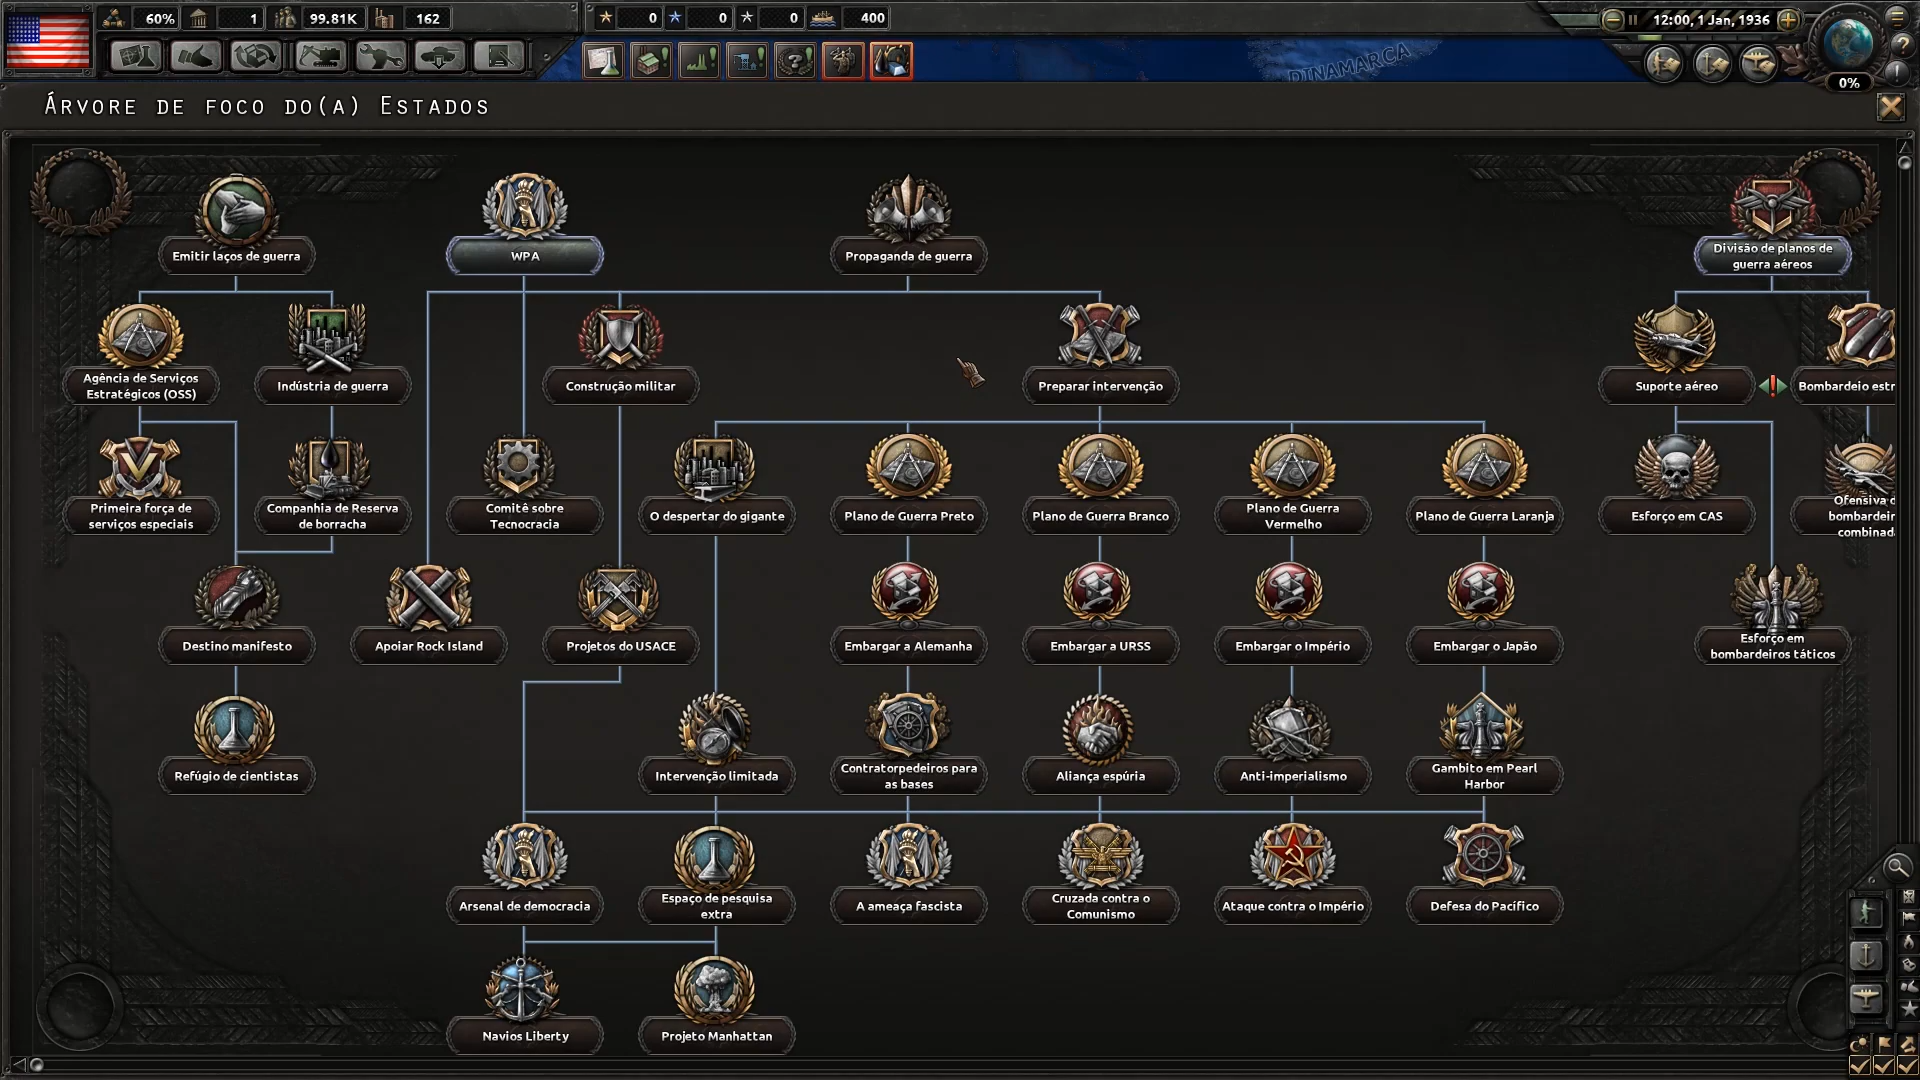 60%
1
99.81K
162
0
0
0
400
12:00, 1 Jan, 1936
DINAMARCA
0%
ÁRVORE DE FOCO DO(A) ESTADOS
Emitir laços de guerra
WPA
Propaganda de guerra
Divisão de planos de
guerra aéreos
Agência de Serviços
Estratégicos (OSS)
Indústria de guerra
Construção militar
Preparar intervenção
Suporte aéreo
Bombardeio estr
Primeira força de
serviços especiais
Companhia de Reserva
de borracha
Comitê sobre
Tecnocracia
O despertar do gigante
Plano de Guerra Preto
Plano de Guerra Branco
Plano de Guerra
Vermelho
Plano de Guerra Laranja
Esforço em CAS
Ofensiva d
bombardeir
combinad
Destino manifesto
Apoiar Rock Island
Projetos do USACE
Embargar a Alemanha
Embargar a URSS
Embargar o Império
Embargar o Japão
Esforço em
bombardeiros táticos
Refúgio de cientistas
Intervenção limitada
Contratorpedeiros para
as bases
Aliança espúria
Anti-imperialismo
Gambito em Pearl
Harbor
Arsenal de democracia
Espaço de pesquisa
extra
A ameaça fascista
Cruzada contra o
Comunismo
Ataque contra o Império
Defesa do Pacífico
Navios Liberty
Projeto Manhattan